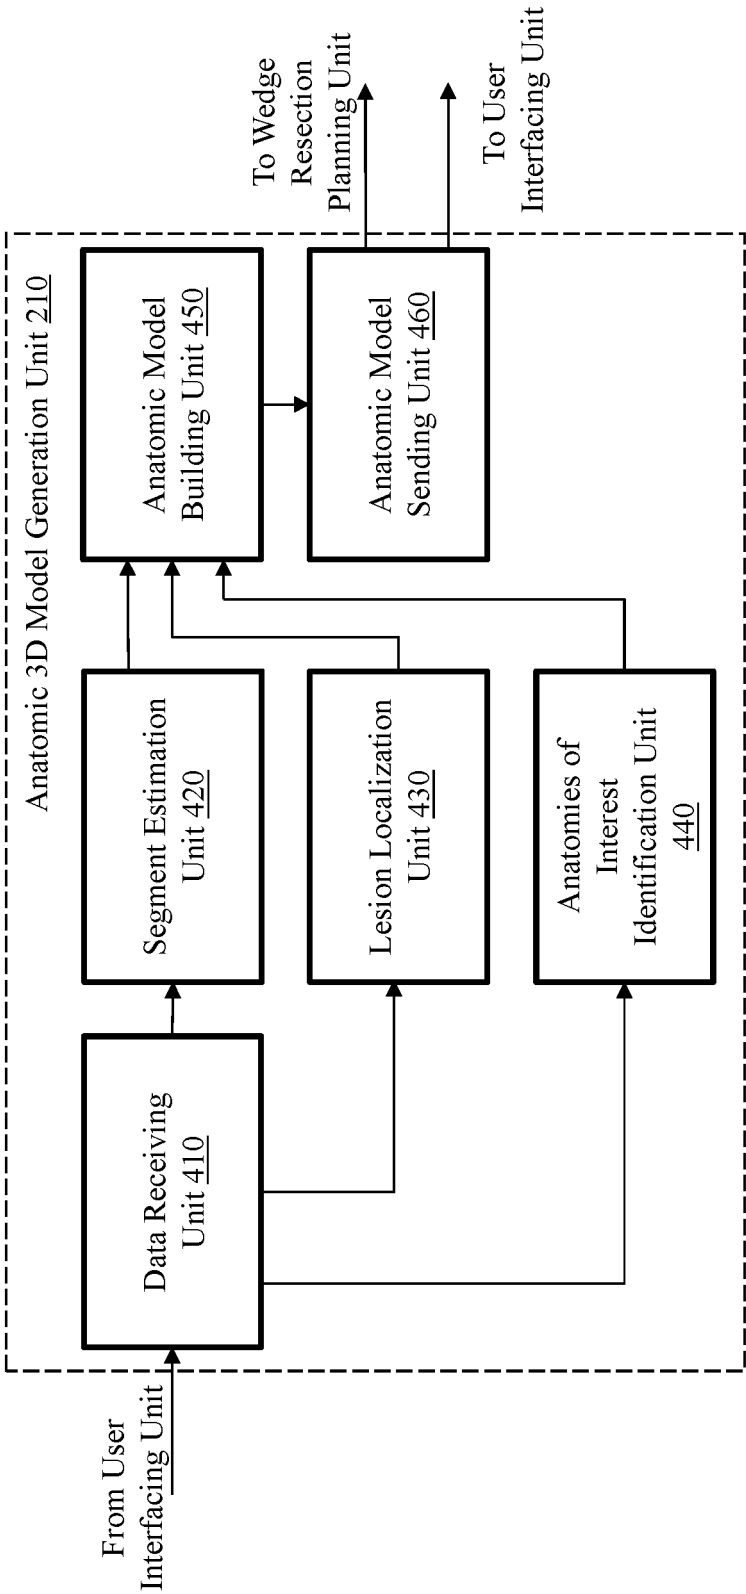 Anatomic 3D Model Generation Unit 210
From User
Interfacing Unit
Data Receiving
Unit 410
Segment Estimation
Unit 420
Lesion Localization
Unit 430
Anatomies of
Interest
Identification Unit
440
Anatomic Model
Building Unit 450
Anatomic Model
Sending Unit 460
To Wedge
Resection
Planning Unit
To User
Interfacing Unit